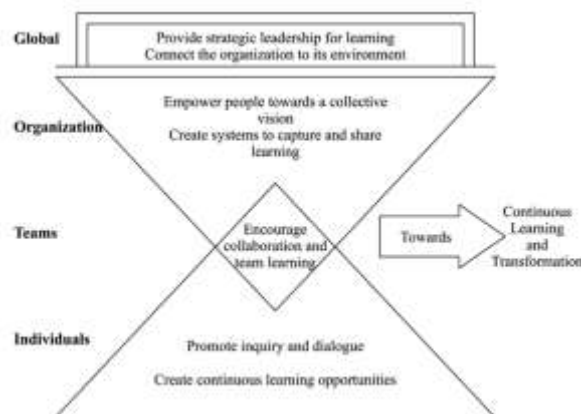 Global
Provide strategic leadership for learning
Connect the organization to its environment
Organization
Empower people towards a collective
vision
Create systems to capture and share
learning
Teams
Encourage
collaboration and
team learning
Towards
Continuous
Learning
and
Transformation
Individuals
Promote inquiry and dialogue
Create continuous learning opportunities